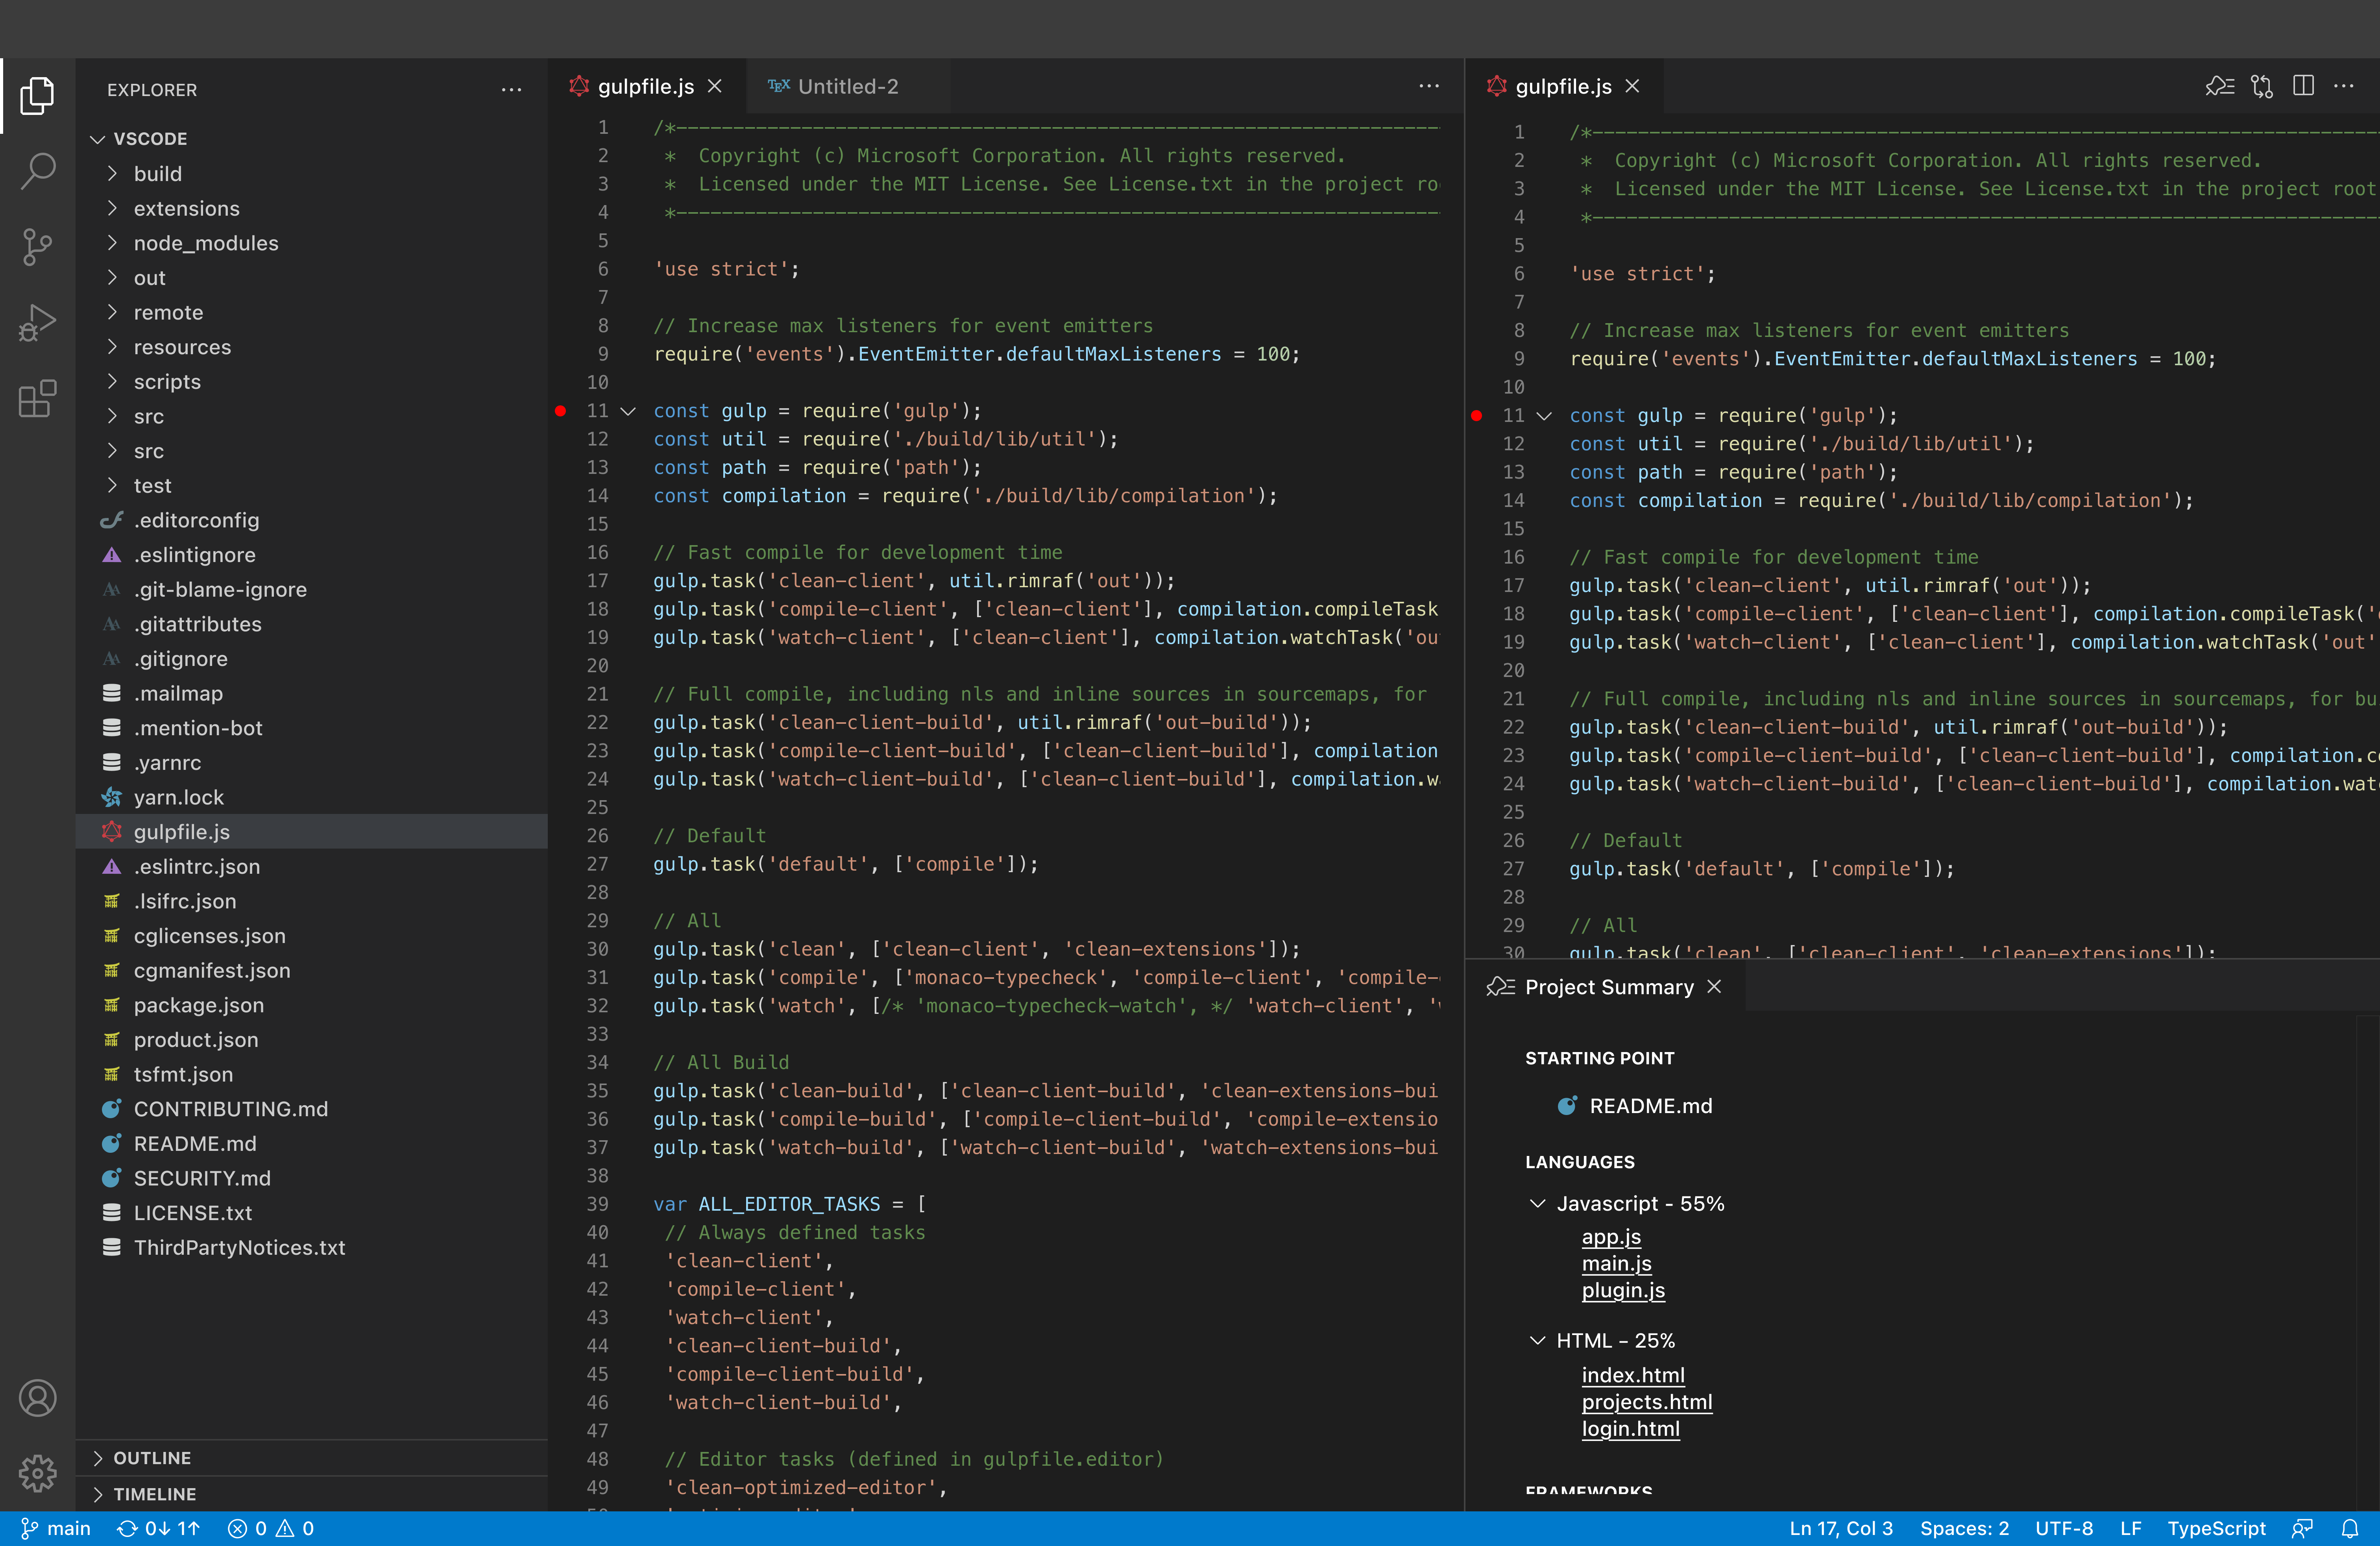 EXPLORER
VSCODE
build
extensions
node_modules
out
remote
resources
scripts
src
src
test
.editorconfig
.eslintignore
.git-blame-ignore
.gitattributes
.gitignore
.mailmap
.mention-bot
.yarnrc
yarn.lock
gulpfile.js
.eslintrc.json
.lsifrc.json
cglicenses.json
cgmanifest.json
package.json
product.json
tsfmt.json
CONTRIBUTING.md
README.md
SECURITY.md
LICENSE.txt
ThirdPartyNotices.txt
OUTLINE
TIMELINE
gulpfile.js
TEX Untitled-2
1 /*--------------------------------------------------------------------
2  *  Copyright (c) Microsoft Corporation. All rights reserved.
3  *  Licensed under the MIT License. See License.txt in the project
4  *--------------------------------------------------------------------
5
6 'use strict';
7
8 // Increase max listeners for event emitters
9 require('events').EventEmitter.defaultMaxListeners = 100;
10
11 const gulp = require('gulp');
12 const util = require('./build/lib/util');
13 const path = require('path');
14 const compilation = require('./build/lib/compilation');
15
16 // Fast compile for development time
17 gulp.task('clean-client', util.rimraf('out'));
18 gulp.task('compile-client', ['clean-client'], compilation.compileTask
19 gulp.task('watch-client', ['clean-client'], compilation.watchTask('ou
20
21 // Full compile, including nls and inline sources in sourcemaps, for
22 gulp.task('clean-client-build', util.rimraf('out-build'));
23 gulp.task('compile-client-build', ['clean-client-build'], compilation
24 gulp.task('watch-client-build', ['clean-client-build'], compilation.w
25
26 // Default
27 gulp.task('default', ['compile']);
28
29 // All
30 gulp.task('clean', ['clean-client', 'clean-extensions']);
31 gulp.task('compile', ['monaco-typecheck', 'compile-client', 'compile-
32 gulp.task('watch', [/* 'monaco-typecheck-watch', */ 'watch-client', '
33
34 // All Build
35 gulp.task('clean-build', ['clean-client-build', 'clean-extensions-bui
36 gulp.task('compile-build', ['compile-client-build', 'compile-extensio
37 gulp.task('watch-build', ['watch-client-build', 'watch-extensions-bui
38
39 var ALL_EDITOR_TASKS = [
40  // Always defined tasks
41  'clean-client',
42  'compile-client',
43  'watch-client',
44  'clean-client-build',
45  'compile-client-build',
46  'watch-client-build',
47
48  // Editor tasks (defined in gulpfile.editor)
49  'clean-optimized-editor',
gulpfile.js
1 /*--------------------------------------------------------------------
2  *  Copyright (c) Microsoft Corporation. All rights reserved.
3  *  Licensed under the MIT License. See License.txt in the project root
4  *--------------------------------------------------------------------
5
6 'use strict';
7
8 // Increase max listeners for event emitters
9 require('events').EventEmitter.defaultMaxListeners = 100;
10
11 const gulp = require('gulp');
12 const util = require('./build/lib/util');
13 const path = require('path');
14 const compilation = require('./build/lib/compilation');
15
16 // Fast compile for development time
17 gulp.task('clean-client', util.rimraf('out'));
18 gulp.task('compile-client', ['clean-client'], compilation.compileTask('
19 gulp.task('watch-client', ['clean-client'], compilation.watchTask('out'
20
21 // Full compile, including nls and inline sources in sourcemaps, for bu
22 gulp.task('clean-client-build', util.rimraf('out-build'));
23 gulp.task('compile-client-build', ['clean-client-build'], compilation.c
24 gulp.task('watch-client-build', ['clean-client-build'], compilation.wat
25
26 // Default
27 gulp.task('default', ['compile']);
28
29 // All
30 gulp.task('clean', ['clean-client', 'clean-extensions']);
Project Summary
STARTING POINT
README.md
LANGUAGES
Javascript - 55%
app.js
main.js
plugin.js
HTML - 25%
index.html
projects.html
login.html
FRAMEWORKS
main 0↓ 1↑ 0 0
Ln 17, Col 3 Spaces: 2 UTF-8 LF TypeScript